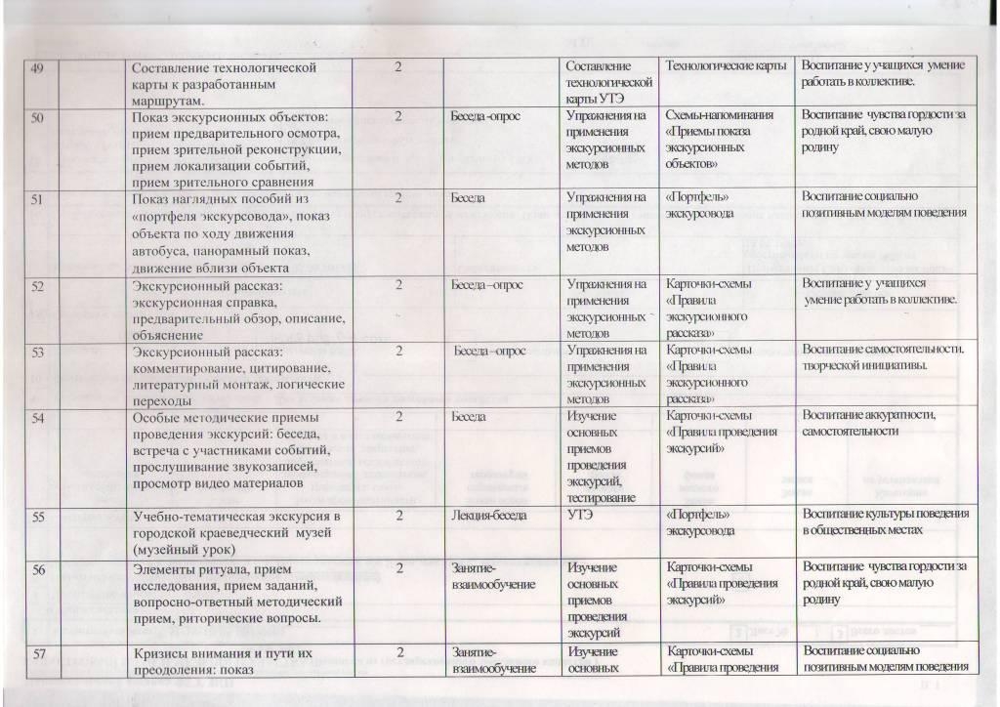 49 Составление технологической 2 Составление Технологические карты Воспитание у учащихся умение
карты к разработанным технологической работать в коллективе.
маршрутам. карты УТЭ
50 Показ экскурсионных объектов: 2 Беседа -опрос Упражнения на Схемы-напоминания Воспитание чувства гордости за
прием предварительного осмотра, применения «Приемы показа родной край, свою малую
прием зрительной реконструкции, экскурсионных экскурсионных родину
прием локализации событий, методов объектов»
прием зрительного сравнения
51 Показ наглядных пособий из 2 Беседа Упражнения на «Портфель» Воспитание социально
«портфеля экскурсовода», показ применения экскурсовода позитивным моделям поведения
объекта по ходу движения экскурсионных
автобуса, панорамный показ, методов
движение вблизи объекта
52 Экскурсионный рассказ: 2 Беседа – опрос Упражнения на Карточки-схемы Воспитание у учащихся
экскурсионная справка, применения «Правила умение работать в коллективе.
предварительный обзор, описание, экскурсионных экскурсионного
объяснение методов рассказа»
53 Экскурсионный рассказ: 2 Беседа – опрос Упражнения на Карточки-схемы Воспитание самостоятельности.
комментирование, цитирование, применения «Правила творческой инициативы.
литературный монтаж, логические экскурсионных экскурсионного
переходы методов рассказа»
54 Особые методические приемы 2 Беседа Изучение Карточки-схемы Воспитание аккуратности,
проведения экскурсий: беседа, основных «Правила проведения самостоятельности
встреча с участниками событий, приемов экскурсий»
прослушивание звукозаписей, проведения
просмотр видео материалов экскурсий,
тестирование
55 Учебно-тематическая экскурсия в 2 Лекция-беседа УТЭ «Портфель» Воспитание культуры поведения
городской краеведческий музей экскурсовода в общественных местах
(музейный урок)
56 Элементы ритуала, прием 2 Занятие- Изучение Карточки-схемы Воспитание чувства гордости за
исследования, прием заданий, взаимообучение основных «Правила проведения родной край, свою малую
вопросно-ответный методический приемов экскурсий» родину
прием, риторические вопросы. проведения
экскурсий
57 Кризисы внимания и пути их 2 Занятие- Изучение Карточки-схемы Воспитание социально
преодоления: показ взаимообучение основных «Правила проведения позитивным моделям поведения